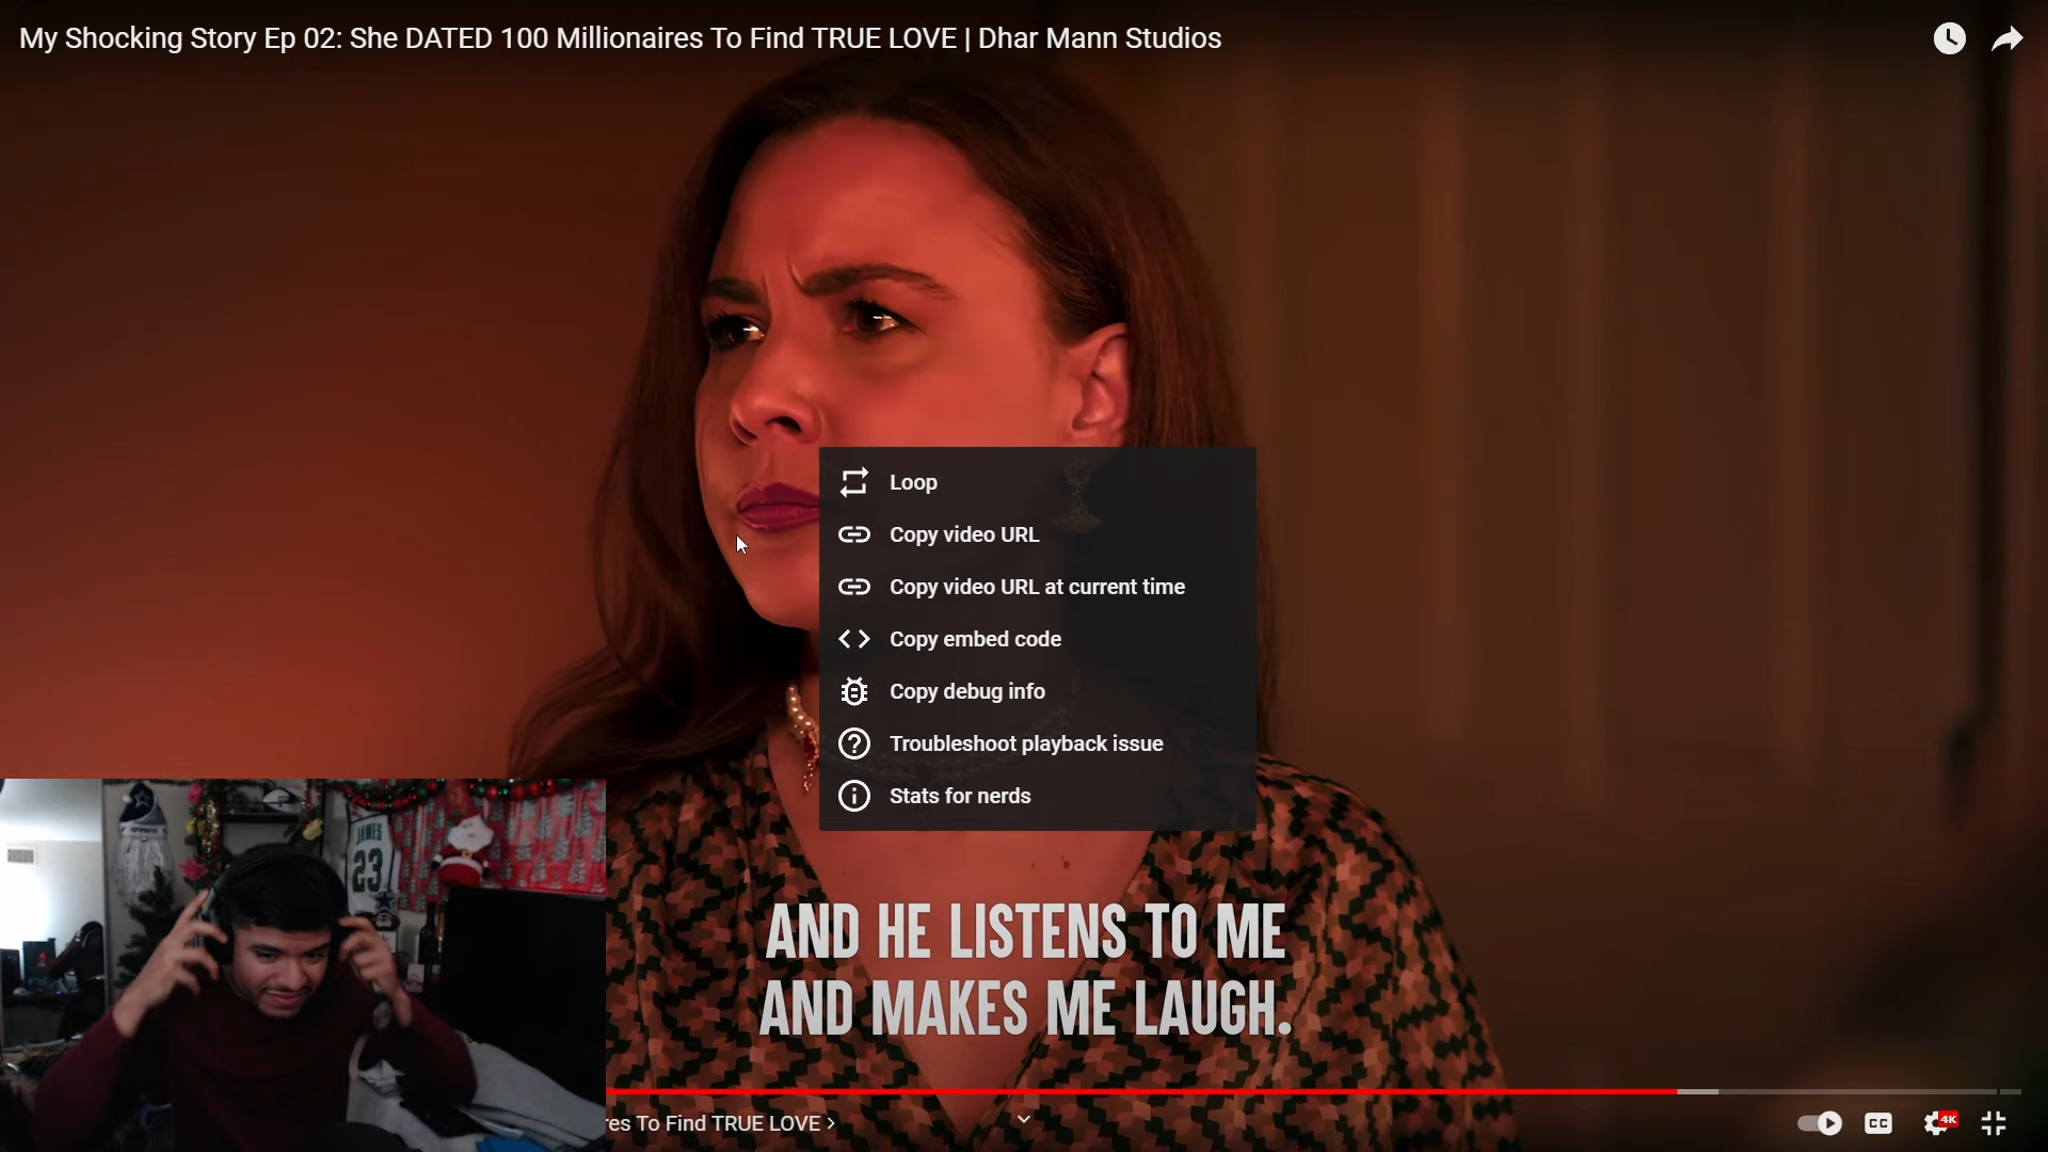 My Shocking Story Ep 02: She DATED 100 Millionaires To Find TRUE LOVE | Dhar Mann Studios
Loop
Copy video URL
Copy video URL at current time
Copy embed code
Copy debug info
Troubleshoot playback issue
Stats for nerds
JAMES
23
AND HE LISTENS TO ME
AND MAKES ME LAUGH.
res To Find TRUE LOVE
CC
4K